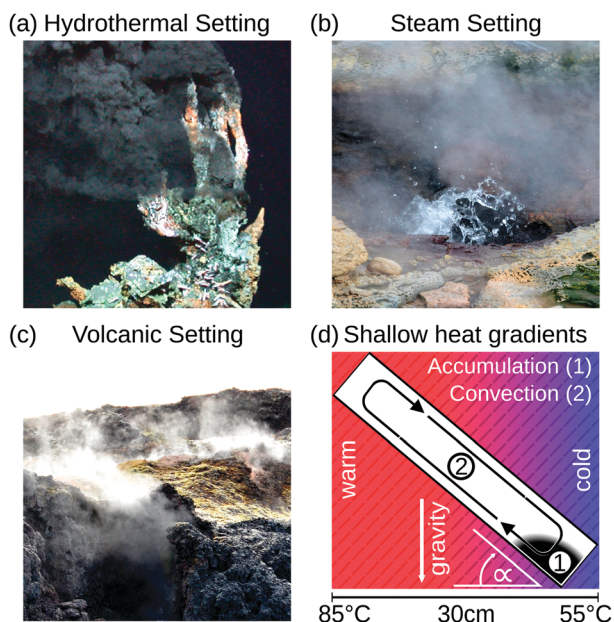 (a) Hydrothermal Setting
(b) Steam Setting
(c) Volcanic Setting
(d) Shallow heat gradients
Accumulation (1)
Convection (2)
warm
2
cold
gravity
∝
1
85°C 30cm 55°C